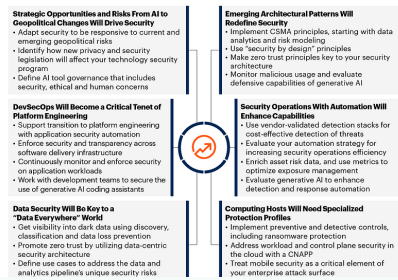 Strategic Opportunities and Risks From AI to
Geopolitical Changes Will Drive Security
• Adapt security to be responsive to current and
emerging geopolitical risks
• Identify how new privacy and security
legislation will affect your technology security
program
• Define AI tool governance that includes
security, ethical and human concerns
DevSecOps Will Become a Critical Tenet of
Platform Engineering
• Support transition to platform engineering
with application security automation
• Enforce security and transparency across
software delivery infrastructure
• Continuously monitor and enforce security
on application workloads
• Work with development teams to secure the
use of generative AI coding assistants
Data Security Will Be Key to a
"Data Everywhere" World
• Get visibility into dark data using discovery,
classification and data loss prevention
• Promote zero trust by utilizing data-centric
security architecture
• Define use cases to address the data and
analytics pipeline's unique security risks
Emerging Architectural Patterns Will
Redefine Security
• Implement CSMA principles, starting with data
analytics and risk modeling
• Use "security by design" principles
• Make zero trust principles key to your security
architecture
• Monitor malicious usage and evaluate
defensive capabilities of generative AI
Security Operations With Automation Will
Enhance Capabilities
• Use vendor-validated detection stacks for
cost-effective detection of threats
• Evaluate your automation strategy for
increasing security operations efficiency
• Enrich asset risk data, and use metrics to
optimize exposure management
• Evaluate generative AI to enhance
detection and response automation
Computing Hosts Will Need Specialized
Protection Profiles
• Implement preventive and detective controls,
including ransomware protection
• Address workload and control plane security in
the cloud with a CNAPP
• Treat mobile security as a critical element of
your enterprise attack surface